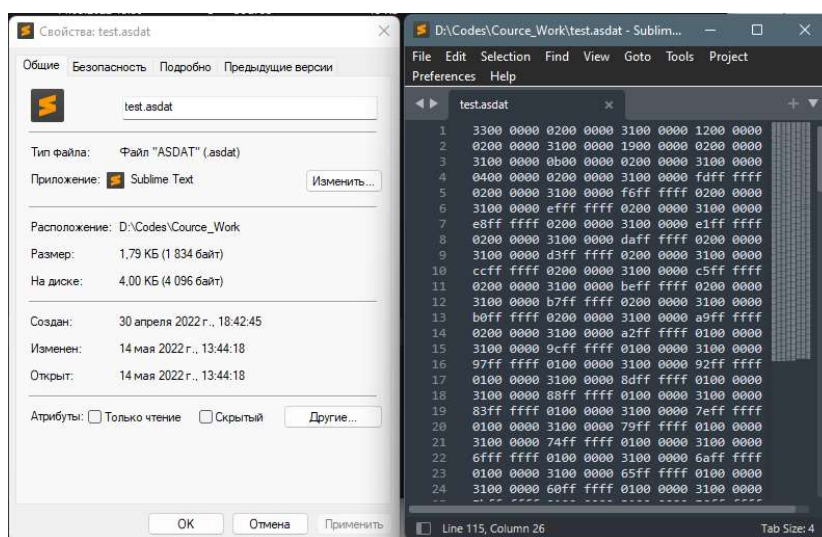 Свойства: test.asdat
Общие Безопасность Подробно Предыдущие версии
test.asdat
Тип файла: Файл "ASDAT" (.asdat)
Приложение: Sublime Text Изменить...
Расположение: D:\Codes\Cource_Work
Размер: 1,79 КБ (1 834 байт)
На диске: 4,00 КБ (4 096 байт)
Создан: 30 апреля 2022 г., 18:42:45
Изменен: 14 мая 2022 г., 13:44:18
Открыт: 14 мая 2022 г., 13:44:18
Атрибуты: Только чтение Скрытый Другие...
ОК Отмена Применить
D:\Codes\Cource_Work\test.asdat - Sublim...
File Edit Selection Find View Goto Tools Project
Preferences Help
test.asdat
1 3300 0000 0200 0000 3100 0000 1200 0000
2 0200 0000 3100 0000 1900 0000 0200 0000
3 3100 0000 0b00 0000 0200 0000 3100 0000
4 0400 0000 0200 0000 3100 0000 fdff ffff
5 0200 0000 3100 0000 f6ff ffff 0200 0000
6 3100 0000 efff ffff 0200 0000 3100 0000
7 e8ff ffff 0200 0000 3100 0000 e1ff ffff
8 0200 0000 3100 0000 daff ffff 0200 0000
9 3100 0000 d3ff ffff 0200 0000 3100 0000
10 ccff ffff 0200 0000 3100 0000 c5ff ffff
11 0200 0000 3100 0000 beff ffff 0200 0000
12 3100 0000 b7ff ffff 0200 0000 3100 0000
13 b0ff ffff 0200 0000 3100 0000 a9ff ffff
14 0200 0000 3100 0000 a2ff ffff 0100 0000
15 3100 0000 9cff ffff 0100 0000 3100 0000
16 97ff ffff 0100 0000 3100 0000 92ff ffff
17 0100 0000 3100 0000 8dff ffff 0100 0000
18 3100 0000 88ff ffff 0100 0000 3100 0000
19 83ff ffff 0100 0000 3100 0000 7eff ffff
20 0100 0000 3100 0000 79ff ffff 0100 0000
21 3100 0000 74ff ffff 0100 0000 3100 0000
22 6fff ffff 0100 0000 3100 0000 6aff ffff
23 0100 0000 3100 0000 65ff ffff 0100 0000
24 3100 0000 60ff ffff 0100 0000 3100 0000
Line 115, Column 26 Tab Size: 4